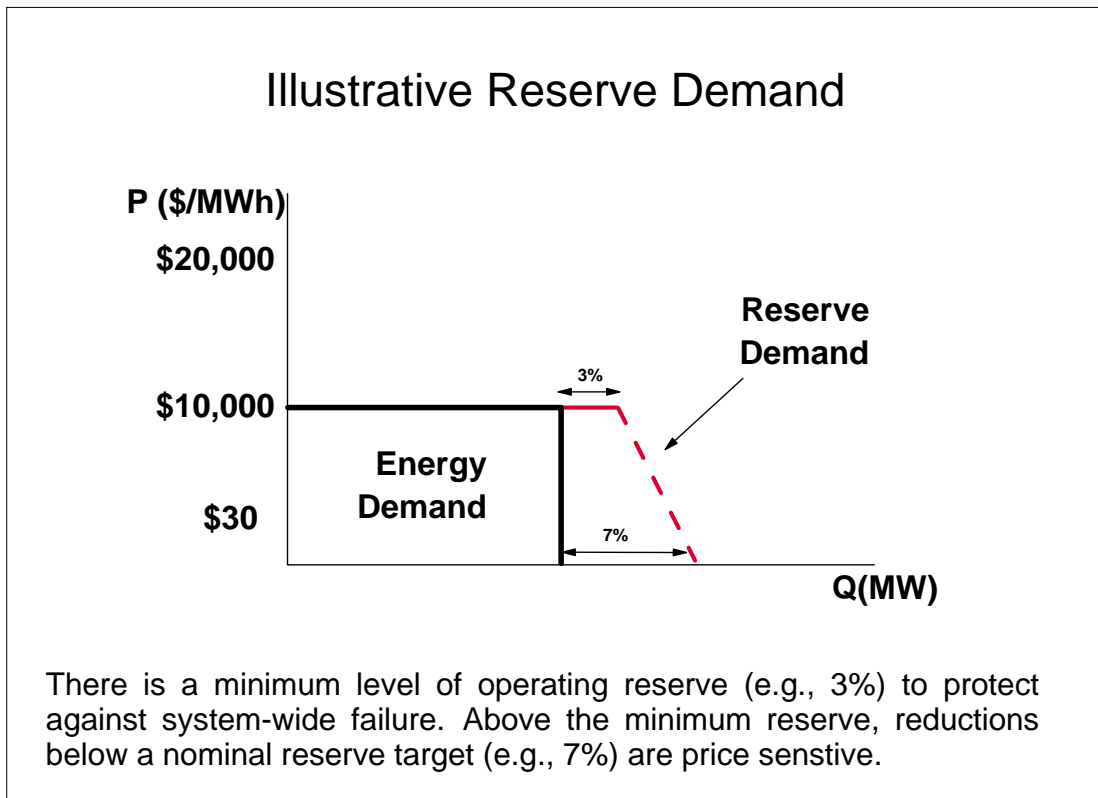 Illustrative Reserve Demand
P ($/MWh)
$20,000
Reserve
Demand
3%
$10,000
Energy
Demand
$30
7%
Q(MW)
There is a minimum level of operating reserve (e.g., 3%) to protect
against system-wide failure. Above the minimum reserve, reductions
below a nominal reserve target (e.g., 7%) are price senstive.